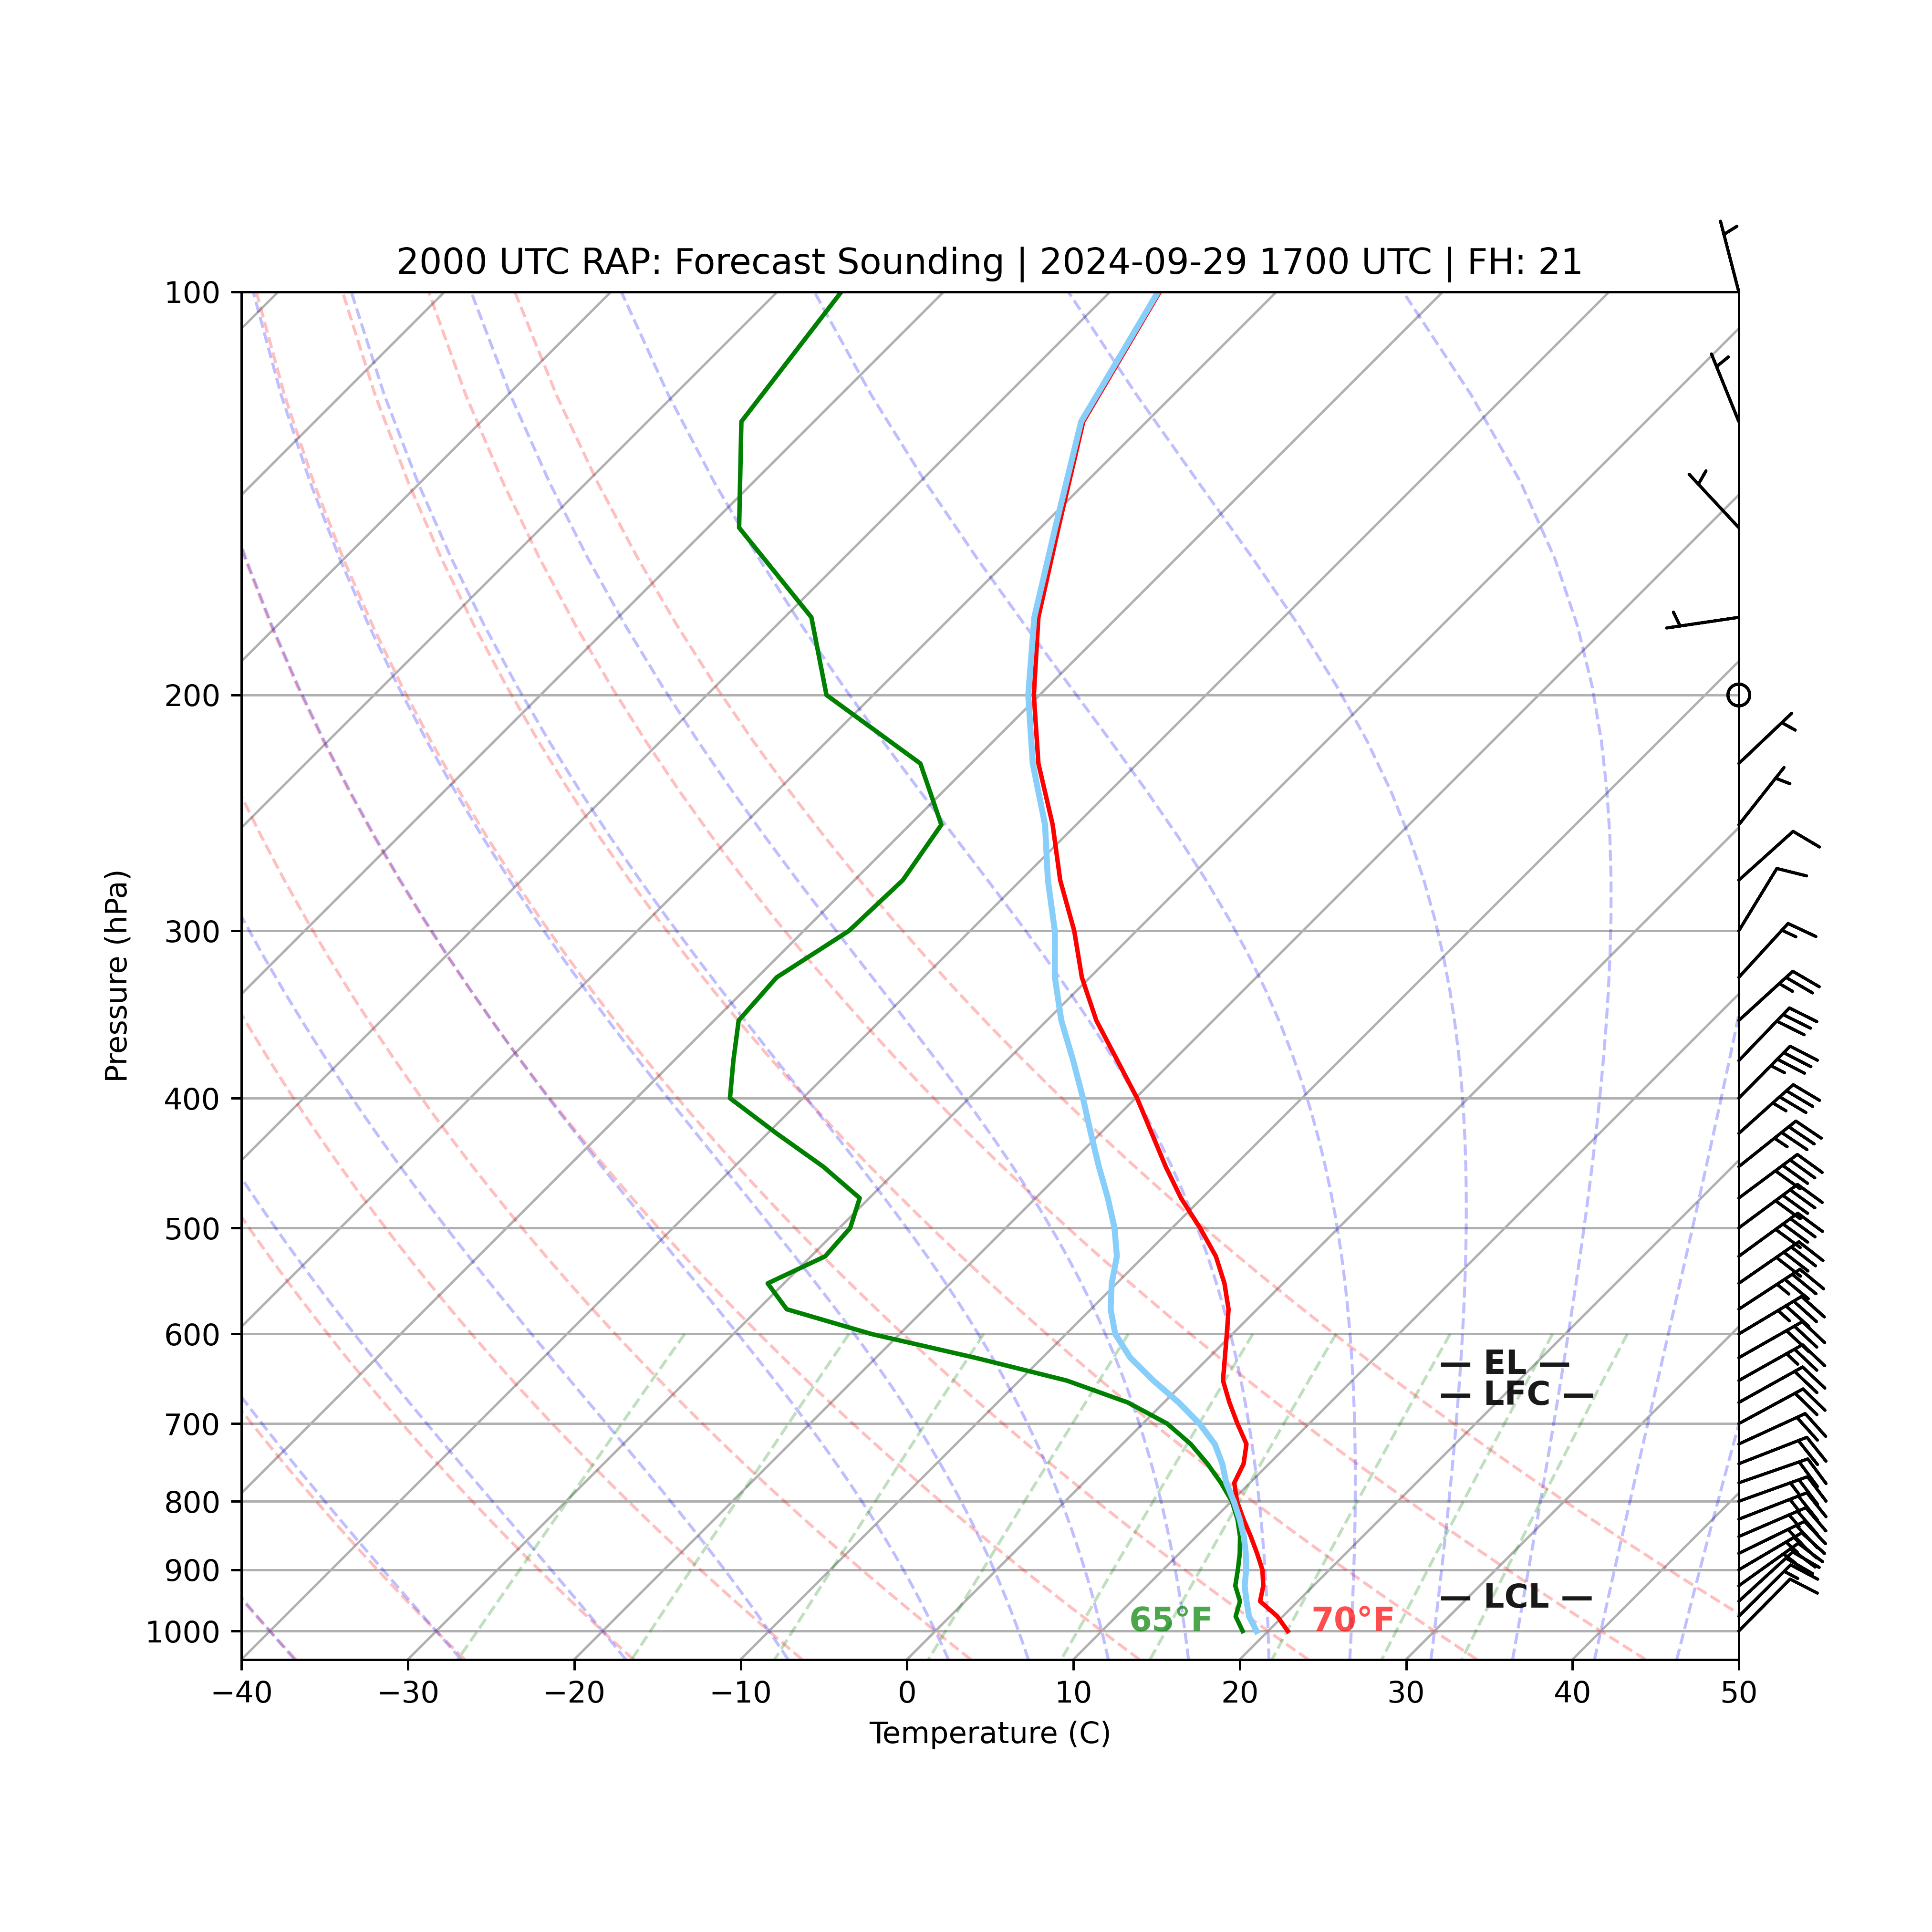 2000 UTC RAP: Forecast Sounding | 2024-09-29 1700 UTC | FH: 21
100
200
300
400
500
600
700
800
900
1000
Pressure (hPa)
— EL —
— LFC —
— LCL —
65°F
70°F
−40
−30
−20
−10
0
10
20
30
40
50
Temperature (C)